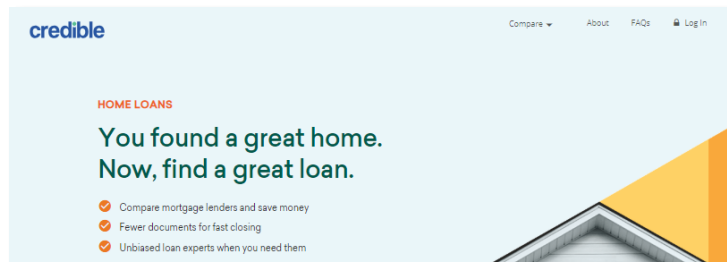 credible
Compare About FAQs Log In
HOME LOANS
You found a great home.
Now, find a great loan.
Compare mortgage lenders and save money
Fewer documents for fast closing
Unbiased loan experts when you need them